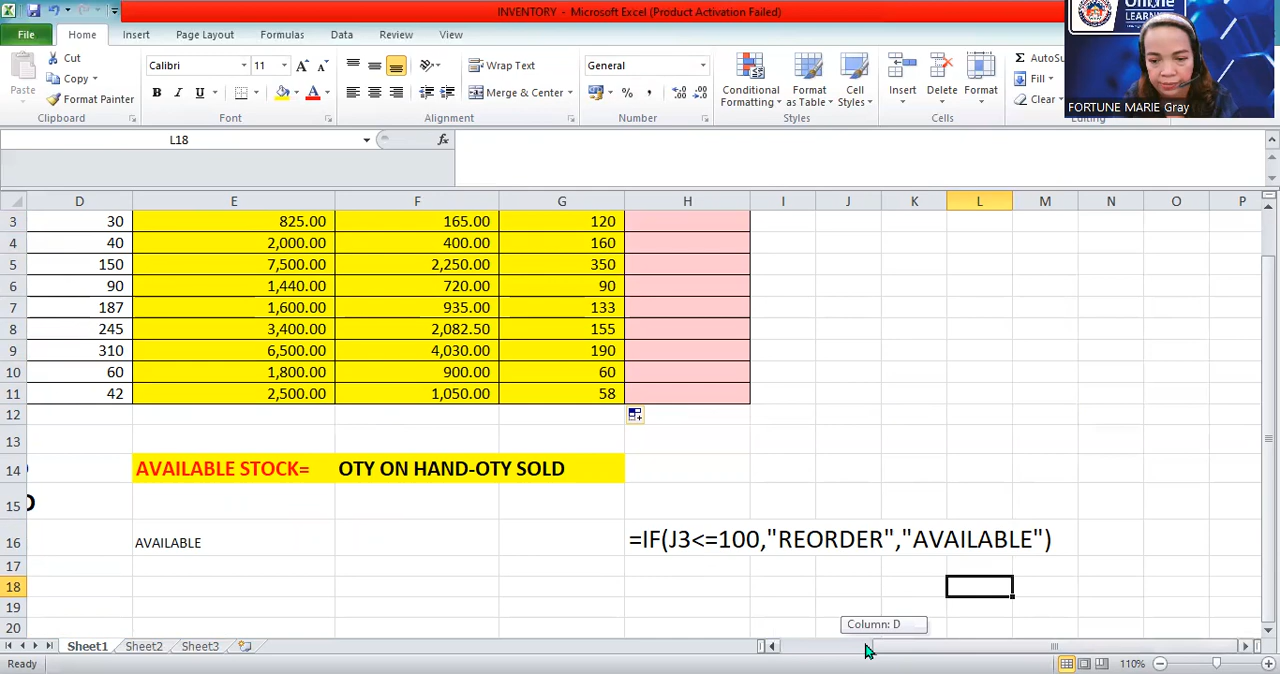 INVENTORY - Microsoft Excel (Product Activation Failed)
Online
LEARNI
FORTUNE MARIE Gray
File Home Insert Page Layout Formulas Data Review View
Paste
Cut
Copy
Format Painter
Clipboard
Calibri 11
B I U
Font
Wrap Text
Merge & Center
Alignment
General
Number
Conditional Formatting
Format as Table
Cell Styles
Styles
Insert Delete Format
Cells
AutoSu
Fill
Clear
Editing
L18
fx
D E F G H I J K L M N O P
3 30 825.00 165.00 120
4 40 2,000.00 400.00 160
5 150 7,500.00 2,250.00 350
6 90 1,440.00 720.00 90
7 187 1,600.00 935.00 133
8 245 3,400.00 2,082.50 155
9 310 6,500.00 4,030.00 190
10 60 1,800.00 900.00 60
11 42 2,500.00 1,050.00 58
12
13
14 AVAILABLE STOCK= OTY ON HAND-OTY SOLD
15
16 AVAILABLE =IF(J3<=100,"REORDER","AVAILABLE")
17
18
19
20
Column: D
Sheet1 Sheet2 Sheet3
Ready 110%